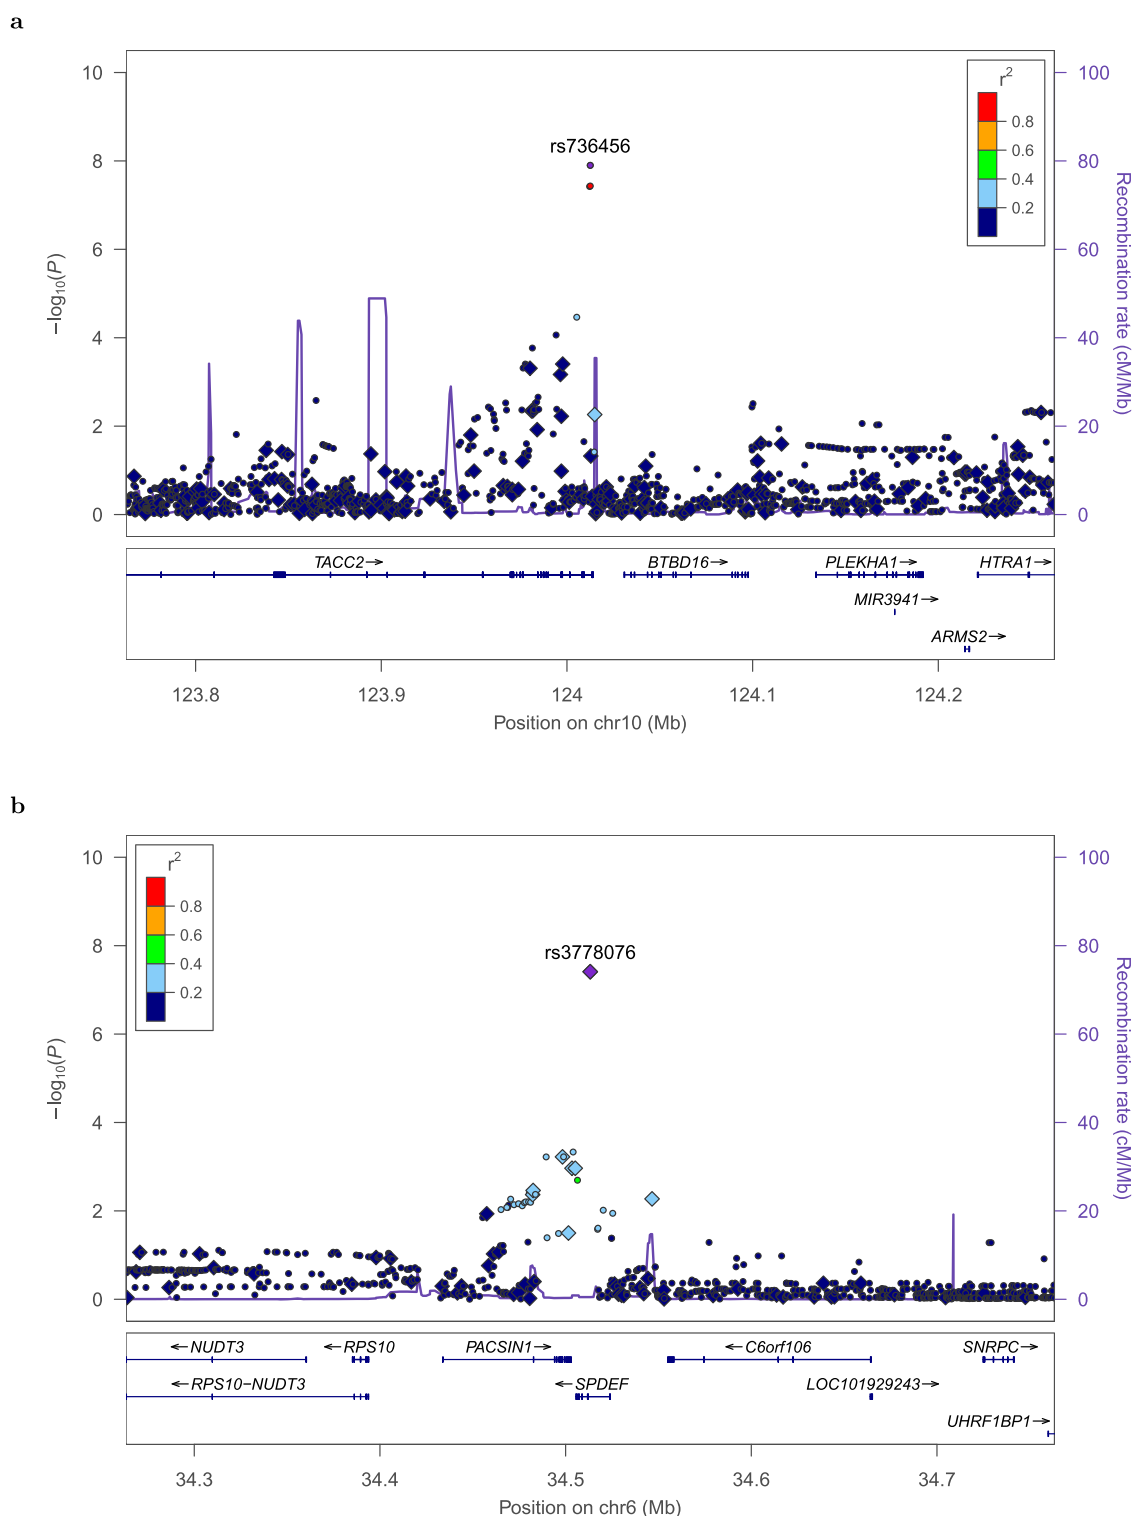 a
rs736456
r2
0.8
0.6
0.4
0.2
10
8
6
4
2
0
−log10(P)
100
80
60
40
20
0
Recombination rate (cM/Mb)
TACC2→
BTBD16→
PLEKHA1→
HTRA1→
MIR3941→
ARMS2→
123.8 123.9 124 124.1 124.2
Position on chr10 (Mb)
b
rs3778076
r2
0.8
0.6
0.4
0.2
10
8
6
4
2
0
−log10(P)
100
80
60
40
20
0
Recombination rate (cM/Mb)
←NUDT3
←RPS10
PACSIN1→
←C6orf106
SNRPC→
←RPS10−NUDT3
←SPDEF
LOC101929243→
UHRF1BP1→
34.3 34.4 34.5 34.6 34.7
Position on chr6 (Mb)